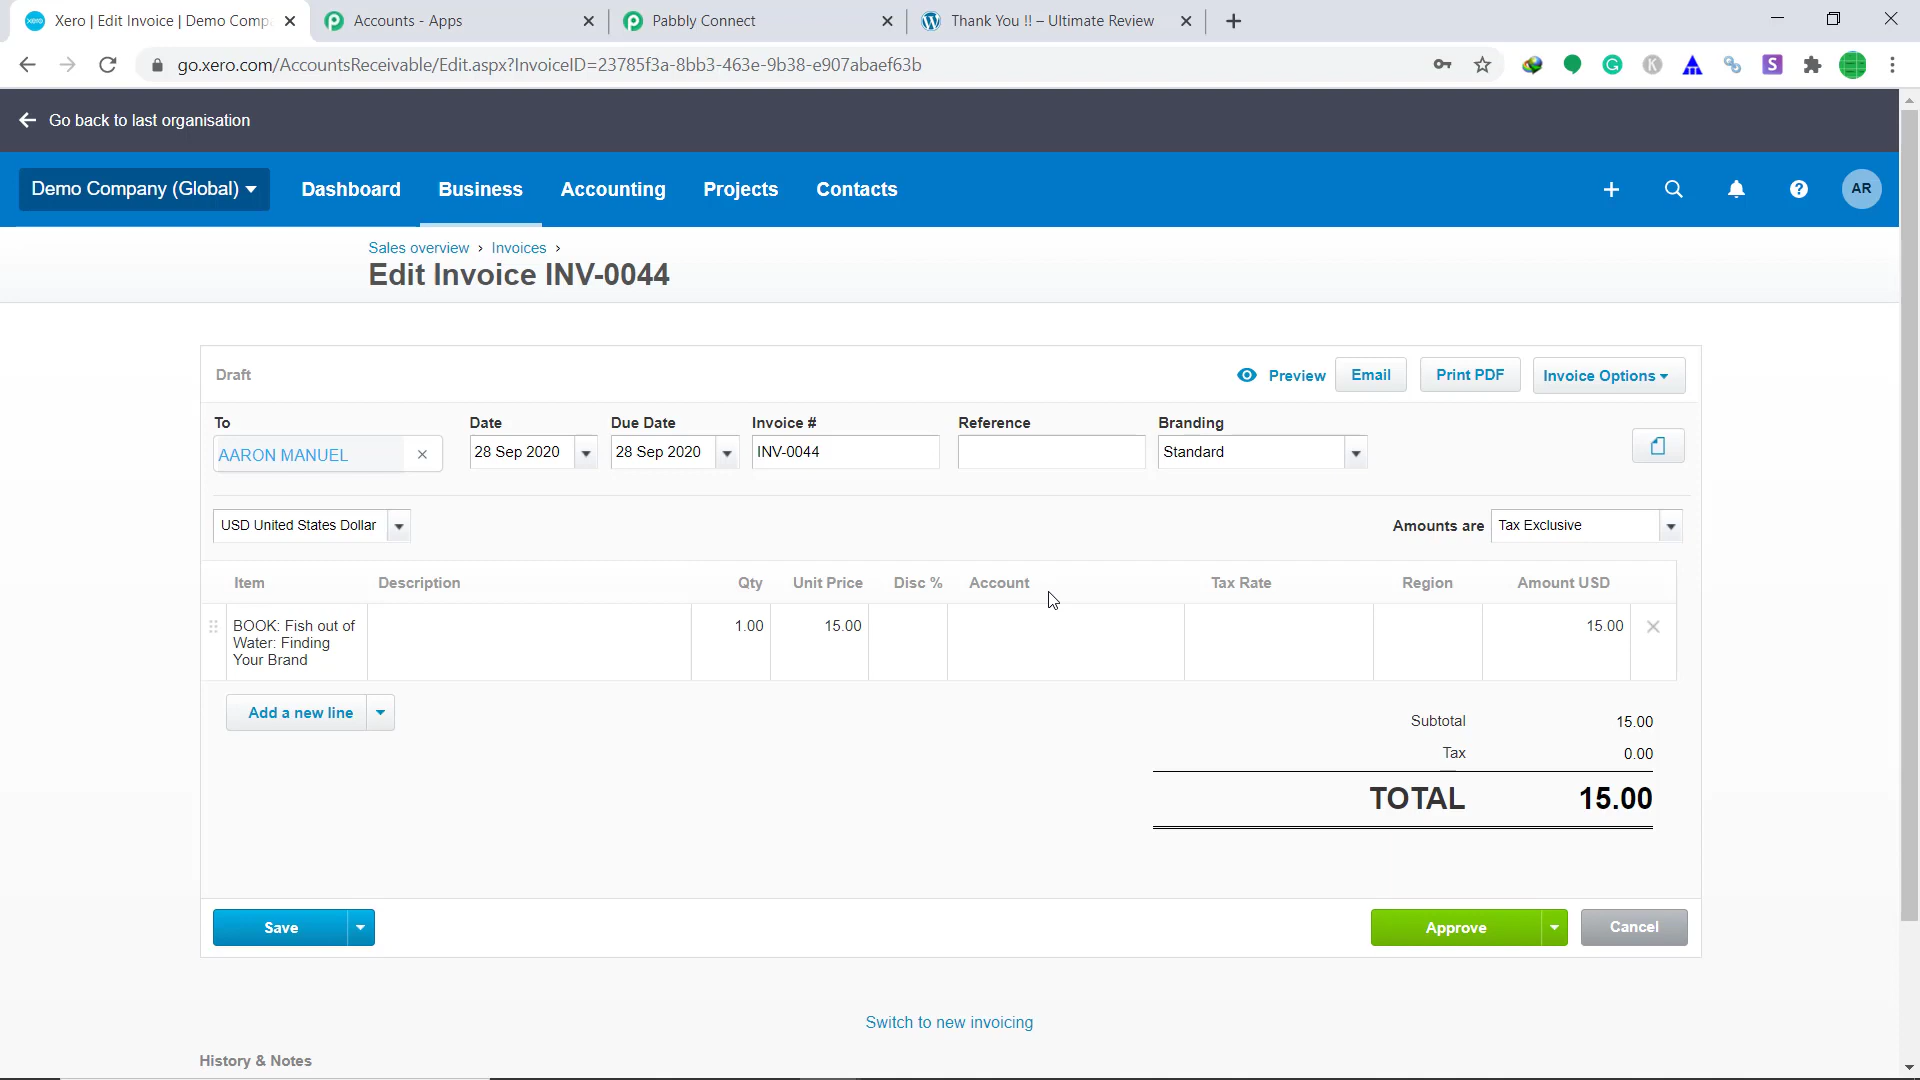 Xero | Edit Invoice | Demo Comp
Accounts - Apps
Pabbly Connect
Thank You !! – Ultimate Review
go.xero.com/AccountsReceivable/Edit.aspx?InvoiceID=23785f3a-8bb3-463e-9b38-e907abaef63b
Go back to last organisation
Demo Company (Global)
Dashboard
Business
Accounting
Projects
Contacts
AR
Sales overview › Invoices ›
Edit Invoice INV-0044
Draft
Preview
Email
Print PDF
Invoice Options
To
Date
Due Date
Invoice #
Reference
Branding
AARON MANUEL
28 Sep 2020
28 Sep 2020
INV-0044
Standard
USD United States Dollar
Amounts are
Tax Exclusive
Item
Description
Qty
Unit Price
Disc %
Account
Tax Rate
Region
Amount USD
BOOK: Fish out of
Water: Finding
Your Brand
1.00
15.00
15.00
Add a new line
Subtotal 15.00
Tax 0.00
TOTAL 15.00
Save
Approve
Cancel
Switch to new invoicing
History & Notes